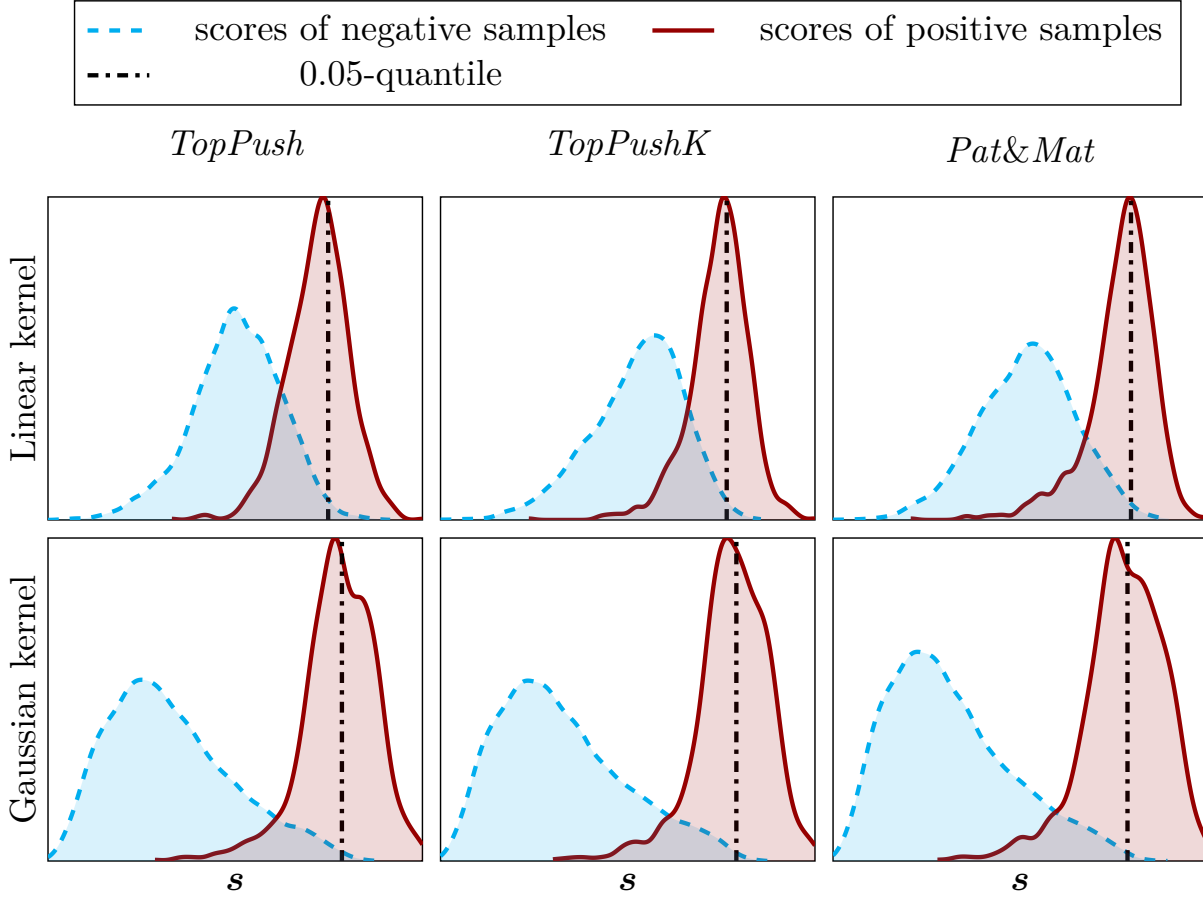 scores of negative samples scores of positive samples
0.05-quantile
TopPush TopPushK Pat&Mat
Linear kernel
Gaussian kernel
s s s